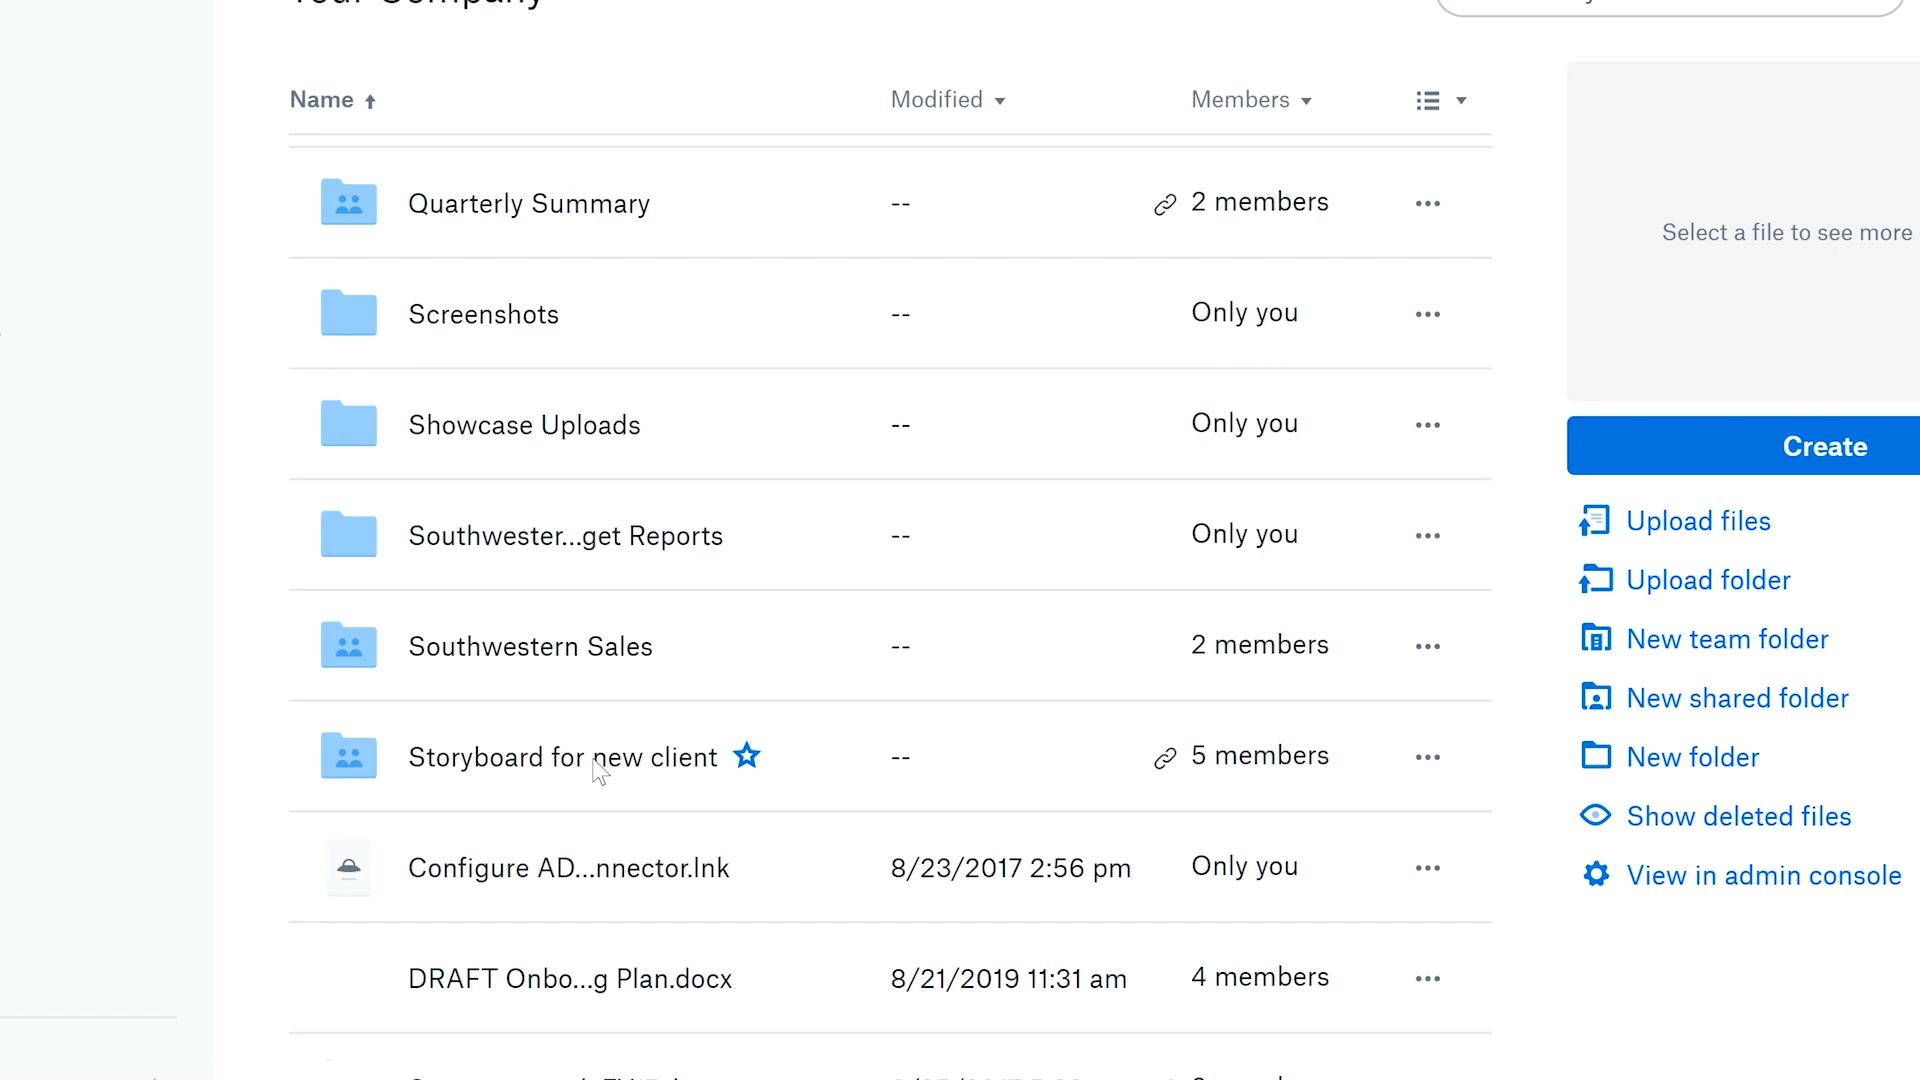 Your Company
Name Modified Members
Quarterly Summary -- 2 members
Screenshots -- Only you
Showcase Uploads -- Only you
Southwester...get Reports -- Only you
Southwestern Sales -- 2 members
Storyboard for new client -- 5 members
Configure AD...nnector.lnk 8/23/2017 2:56 pm Only you
DRAFT Onbo...g Plan.docx 8/21/2019 11:31 am 4 members
Select a file to see more
Create
Upload files
Upload folder
New team folder
New shared folder
New folder
Show deleted files
View in admin console